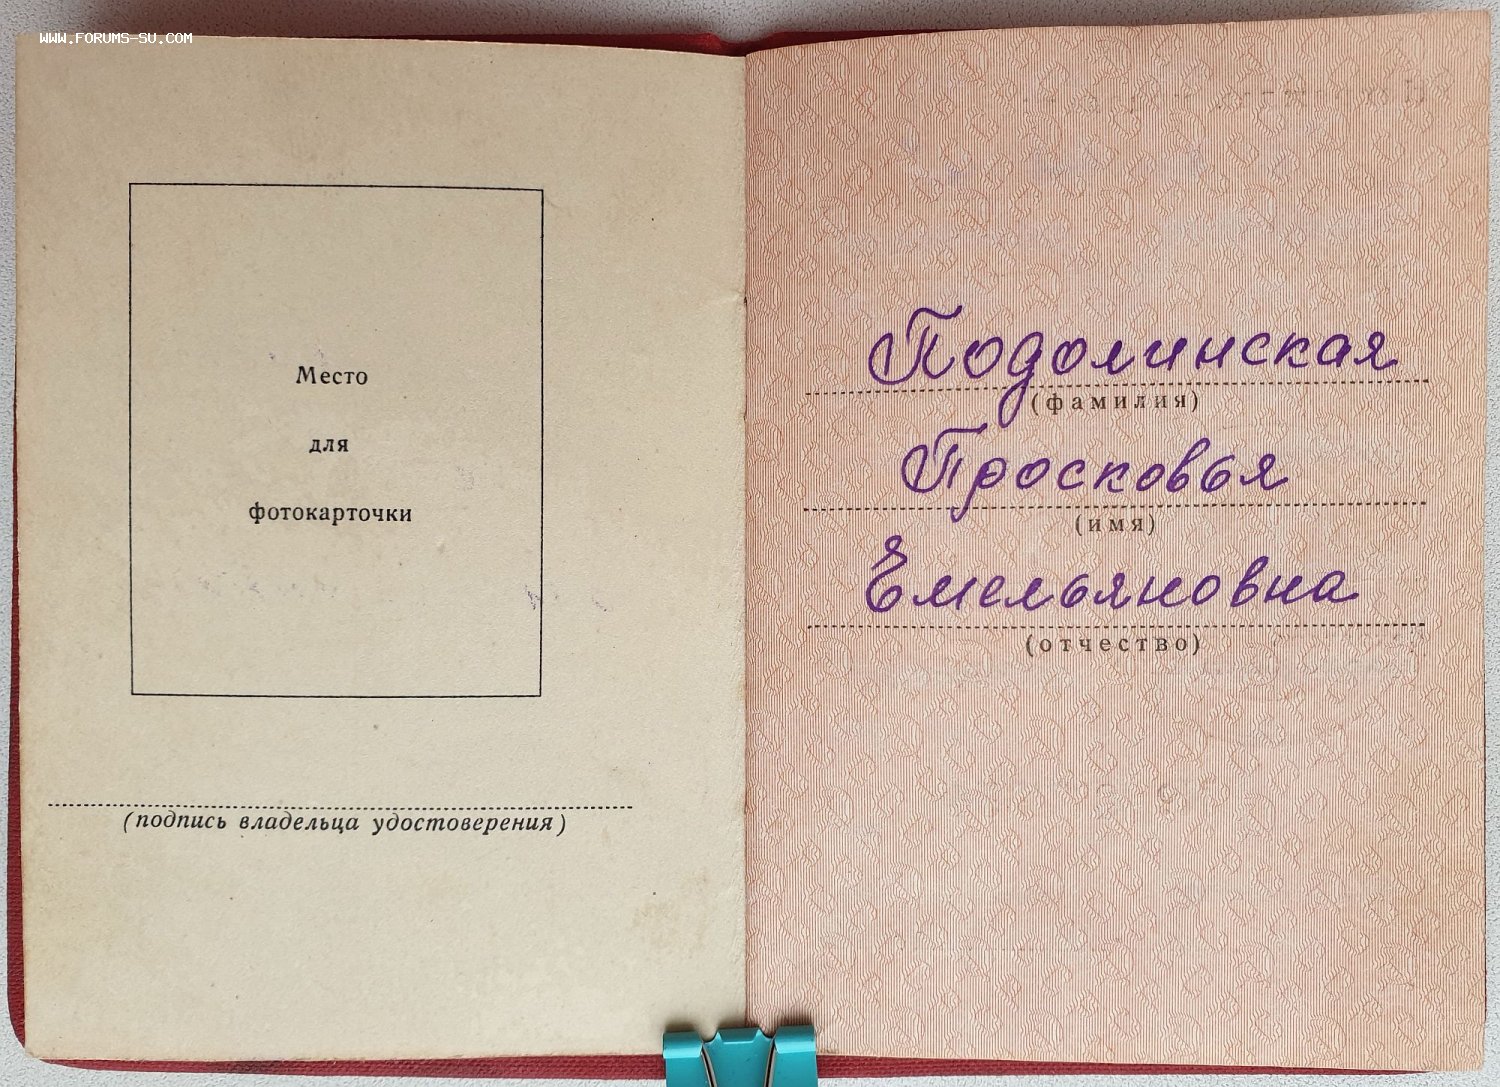 www.forums-su.com
Место
для
фотокарточки
(подпись владельца удостоверения)
Подолинская
(фамилия)
Просковья
(имя)
Емельяновна
(отчество)